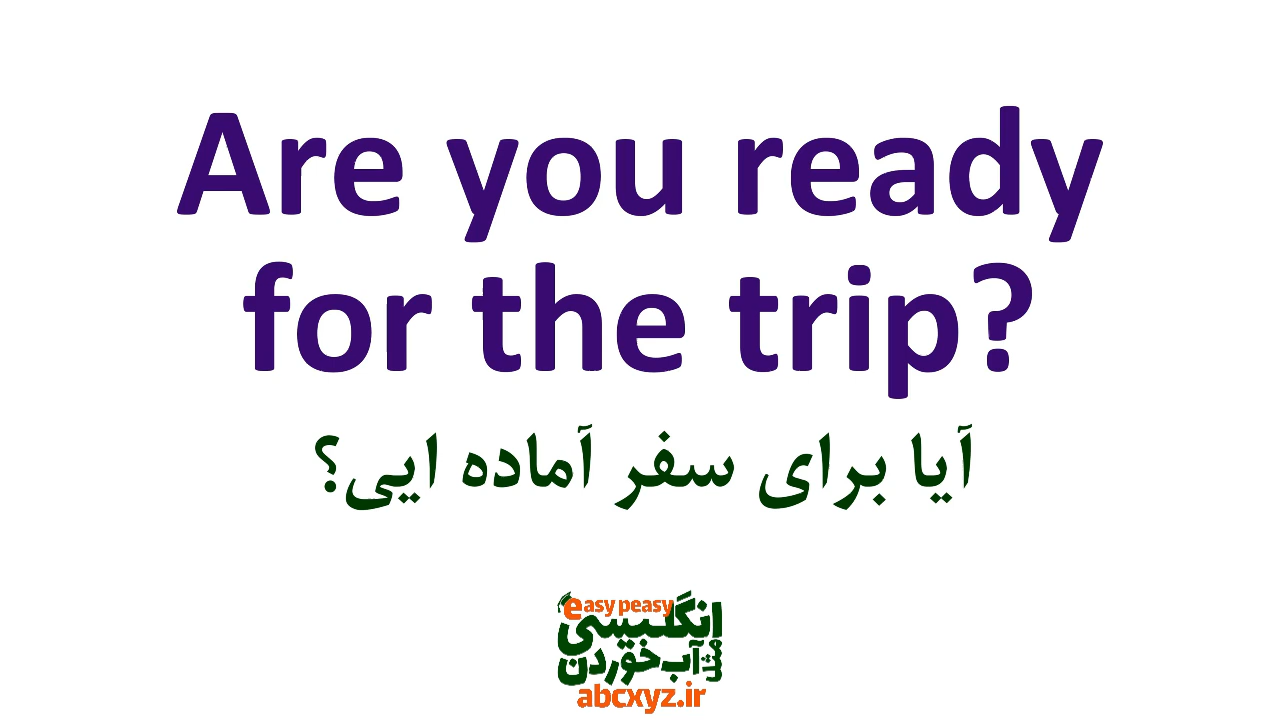 Are you ready
for the trip?
آیا برای سفر آماده ایی؟
easy peasy
انگلیسی
مثل آب خوردن
abcxyz.ir